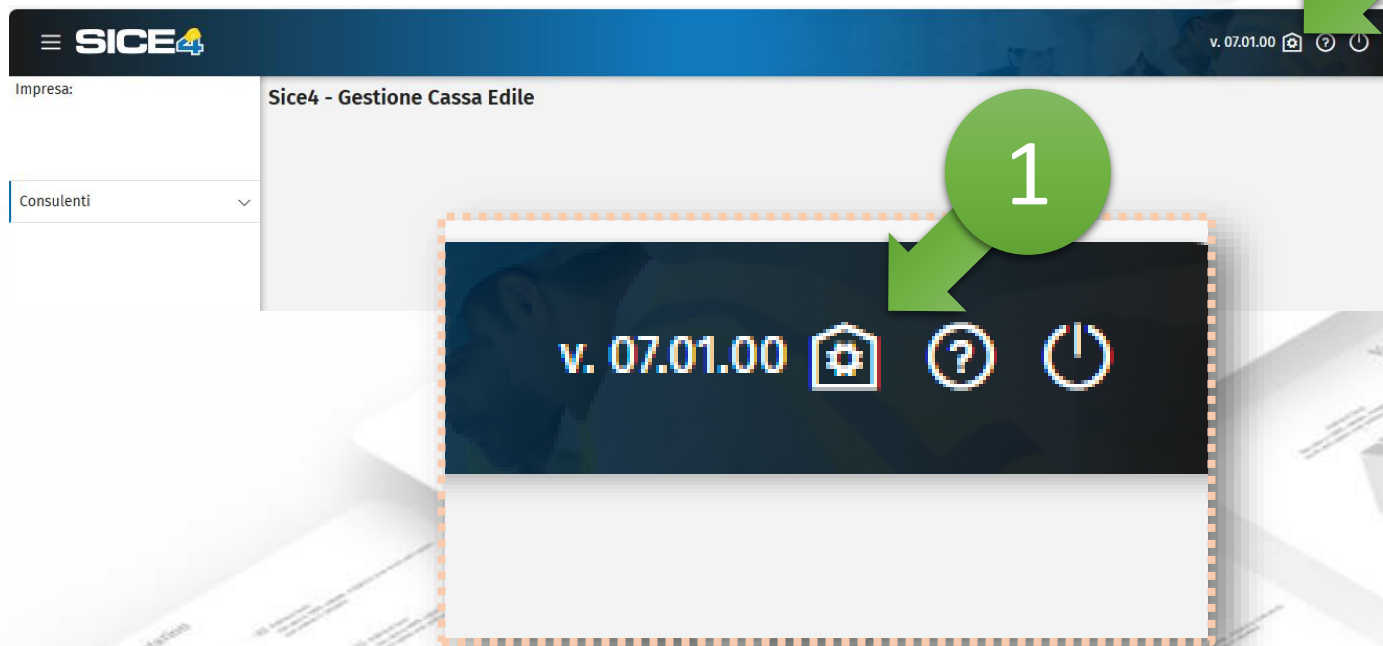 SICE4
v. 07.01.00
Impresa:
Sice4 - Gestione Cassa Edile
1
Consulenti
v. 07.01.00